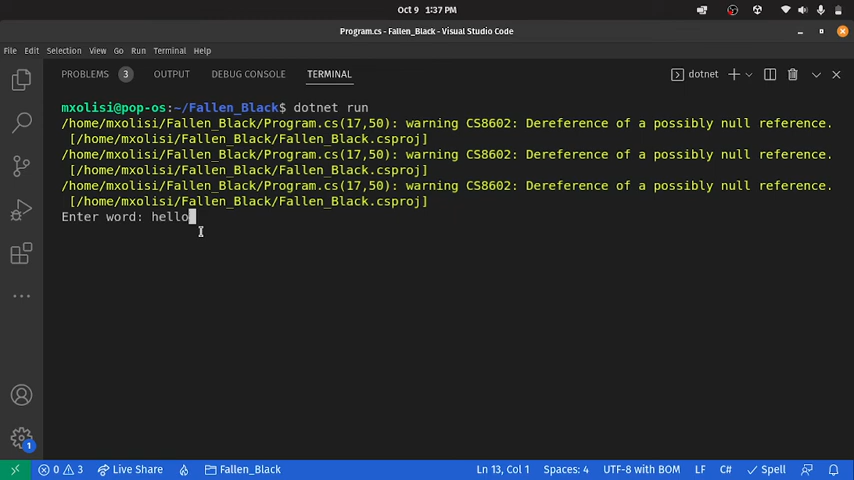 Oct 9 1:37 PM
Program.cs - Fallen_Black - Visual Studio Code
File Edit Selection View Go Run Terminal Help
PROBLEMS 3 OUTPUT DEBUG CONSOLE TERMINAL dotnet
mxolisi@pop-os:~/Fallen_Black$ dotnet run
/home/mxolisi/Fallen_Black/Program.cs(17,50): warning CS8602: Dereference of a possibly null reference.
[/home/mxolisi/Fallen_Black/Fallen_Black.csproj]
/home/mxolisi/Fallen_Black/Program.cs(17,50): warning CS8602: Dereference of a possibly null reference.
[/home/mxolisi/Fallen_Black/Fallen_Black.csproj]
/home/mxolisi/Fallen_Black/Program.cs(17,50): warning CS8602: Dereference of a possibly null reference.
[/home/mxolisi/Fallen_Black/Fallen_Black.csproj]
Enter word: hello
1
0 3 Live Share Fallen_Black Ln 13, Col 1 Spaces: 4 UTF-8 with BOM LF C# Spell